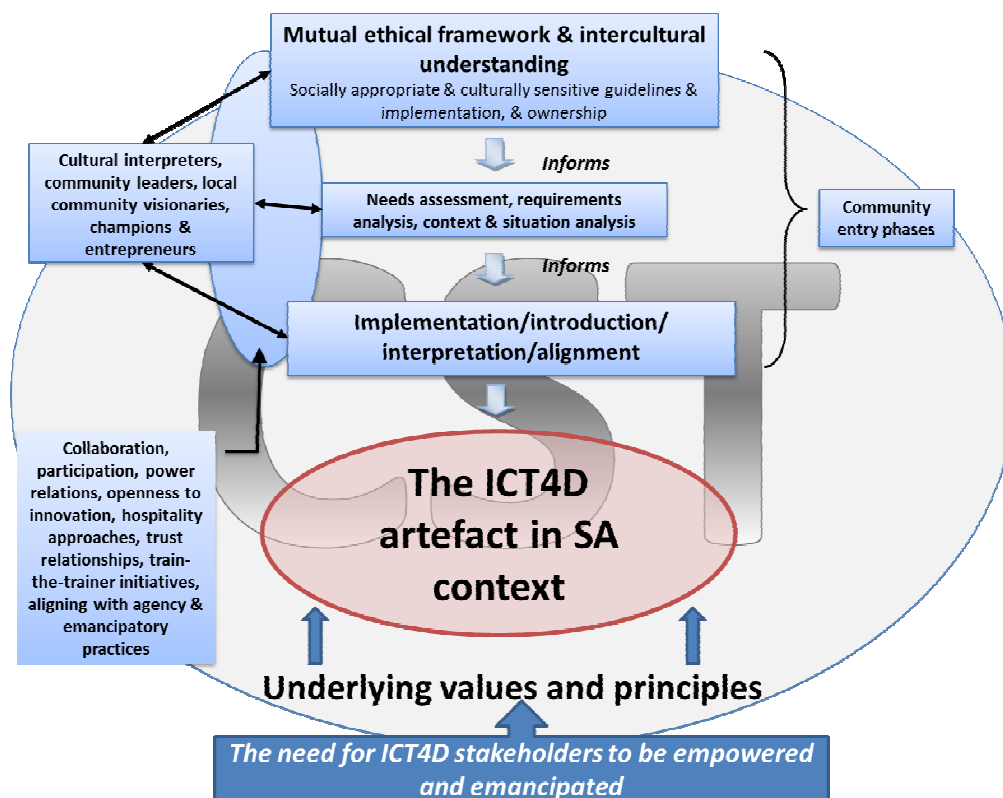 Mutual ethical framework & intercultural
understanding
Socially appropriate & culturally sensitive guidelines &
implementation, & ownership
Informs
Cultural interpreters,
community leaders, local
community visionaries,
champions &
entrepreneurs
Needs assessment, requirements
analysis, context & situation analysis
Community
entry phases
Informs
Implementation/introduction/
interpretation/alignment
CST
Collaboration,
participation, power
relations, openness to
innovation, hospitality
approaches, trust
relationships, train-
the-trainer initiatives,
aligning with agency &
emancipatory
practices
The ICT4D
artefact in SA
context
Underlying values and principles
The need for ICT4D stakeholders to be empowered
and emancipated